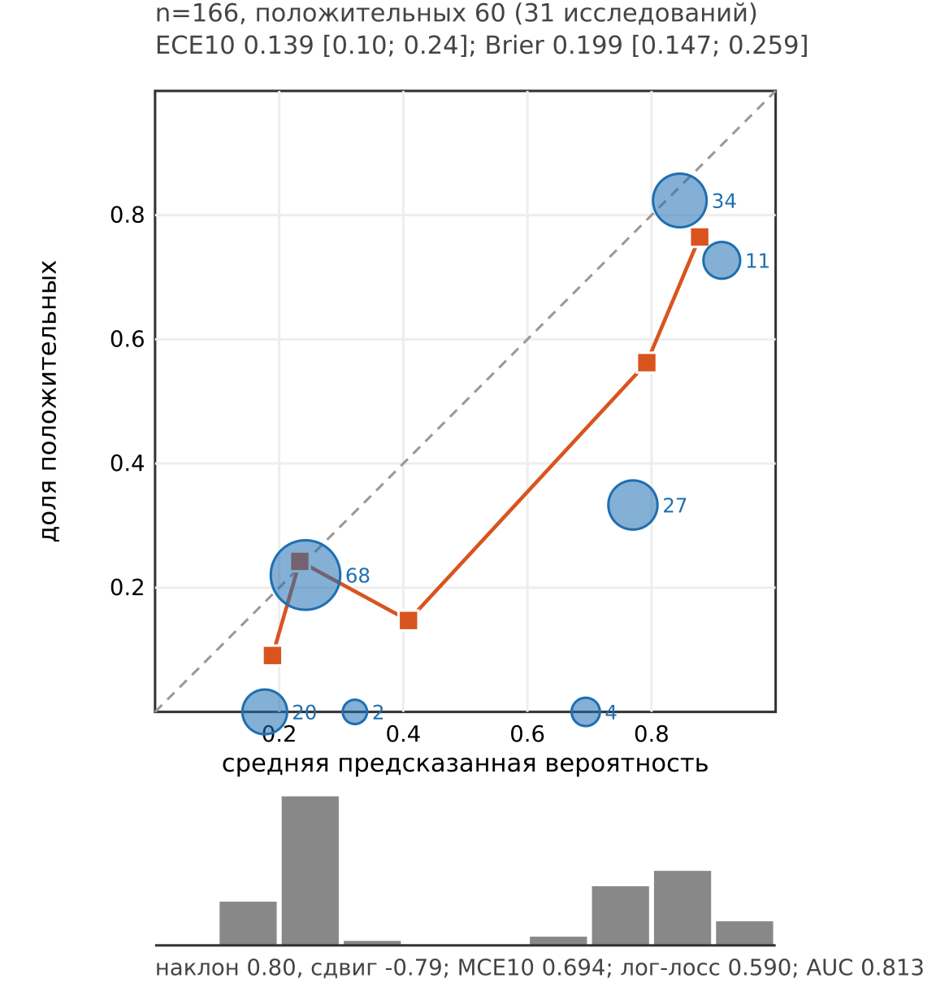 n=166, положительных 60 (31 исследований)
ECE10 0.139 [0.10; 0.24]; Brier 0.199 [0.147; 0.259]
доля положительных
0.8
0.6
0.4
0.2
34
11
27
68
20
2
4
0.2 0.4 0.6 0.8
средняя предсказанная вероятность
наклон 0.80, сдвиг -0.79; MCE10 0.694; лог-лосс 0.590; AUC 0.813